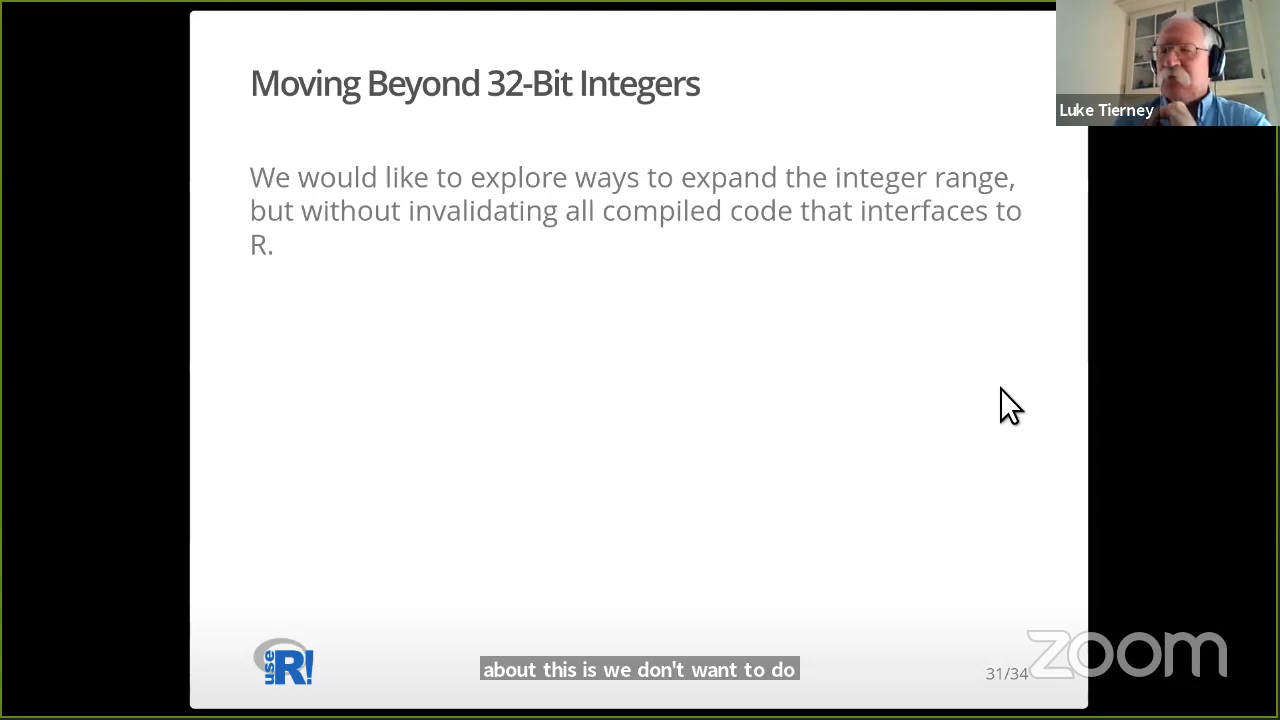 Moving Beyond 32-Bit Integers
Luke Tierney
We would like to explore ways to expand the integer range,
but without invalidating all compiled code that interfaces to
R.
use R!
about this is we don't want to do
31/34
zoom